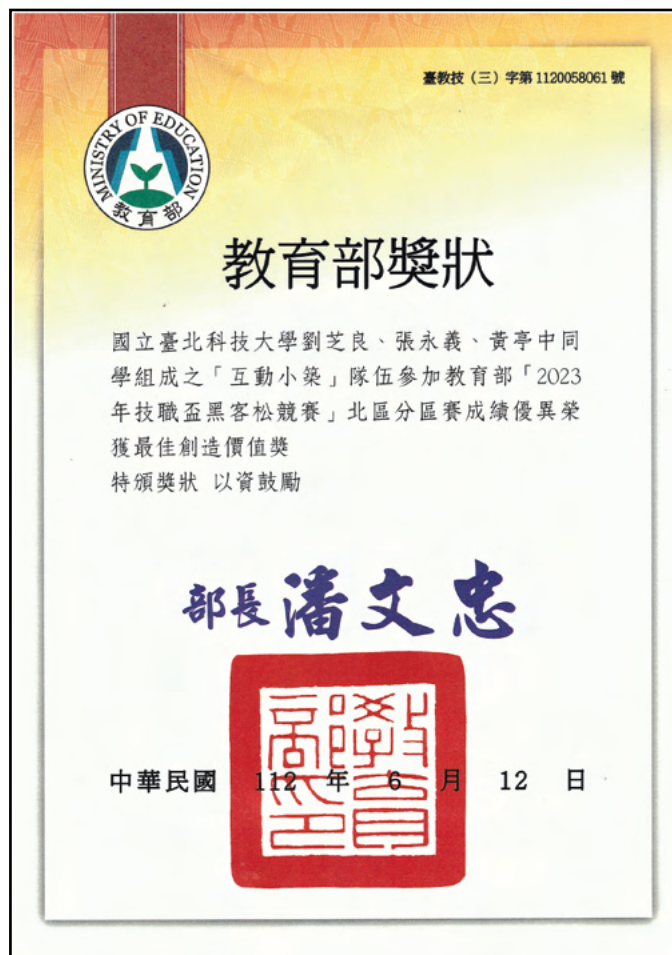 臺教技（三）字第1120058061號
MINISTRY OF EDUCATION
教育部
教育部獎狀
國立臺北科技大學劉芝良、張永義、黃亭中同
學組成之「互動小築」隊伍參加教育部「2023
年技職盃黑客松競賽」北區分區賽成績優異榮
獲最佳創造價值獎
特頒獎狀 以資鼓勵
部長 潘文忠
教育部印
中華民國 112 年 6 月 12 日